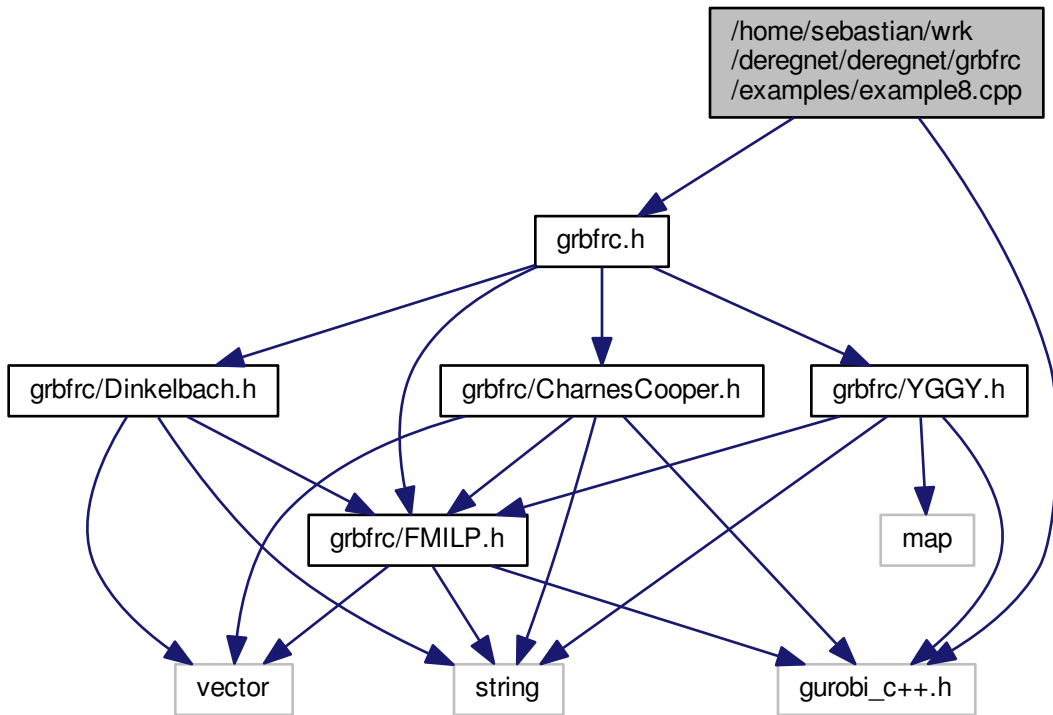 /home/sebastian/wrk
/deregnet/deregnet/grbfrc
/examples/example8.cpp
grbfrc.h
grbfrc/Dinkelbach.h
grbfrc/CharnesCooper.h
grbfrc/YGGY.h
grbfrc/FMILP.h
map
vector
string
gurobi_c++.h